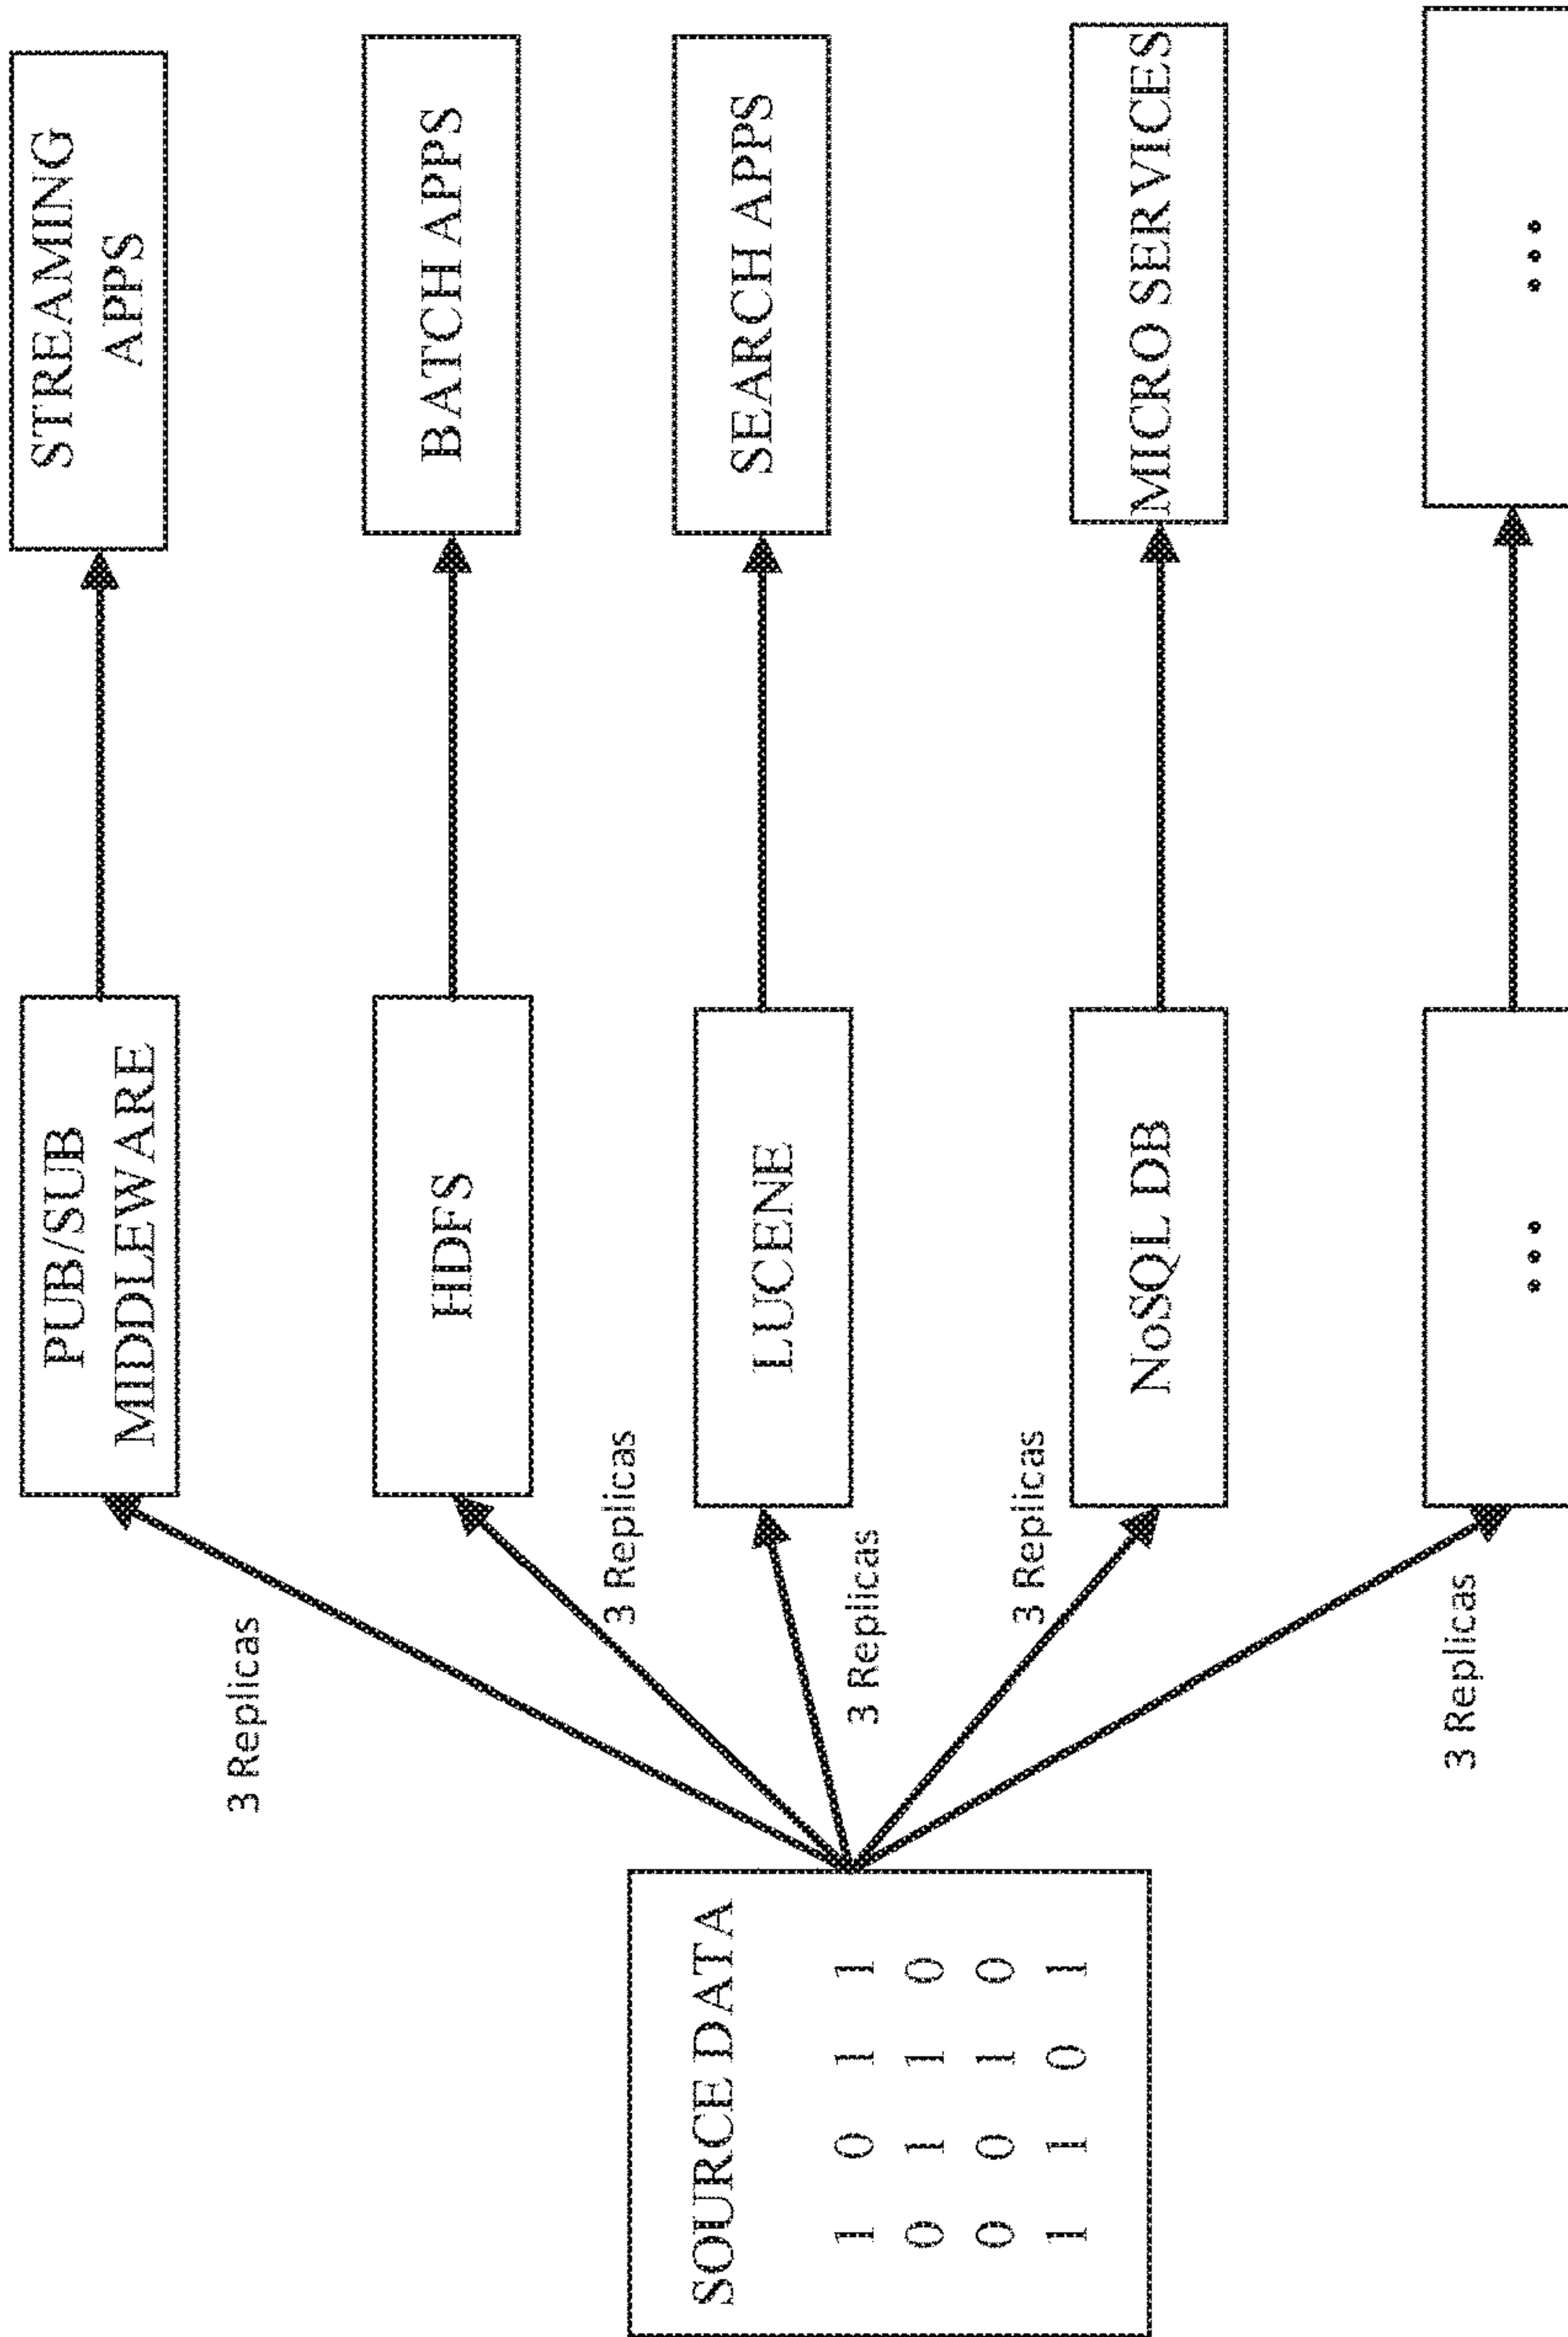 PUB/SUB
MIDDLEWARE
STREAMING
APPS
3 Replicas
HDFS
BATCH APPS
3 Replicas
SOURCE DATA
1 0 1 1
0 1 1 0
0 0 1 0
1 1 0 1
LUCENE
SEARCH APPS
3 Replicas
3 Replicas
NoSQL DB
MICRO SERVICES
3 Replicas
...
...